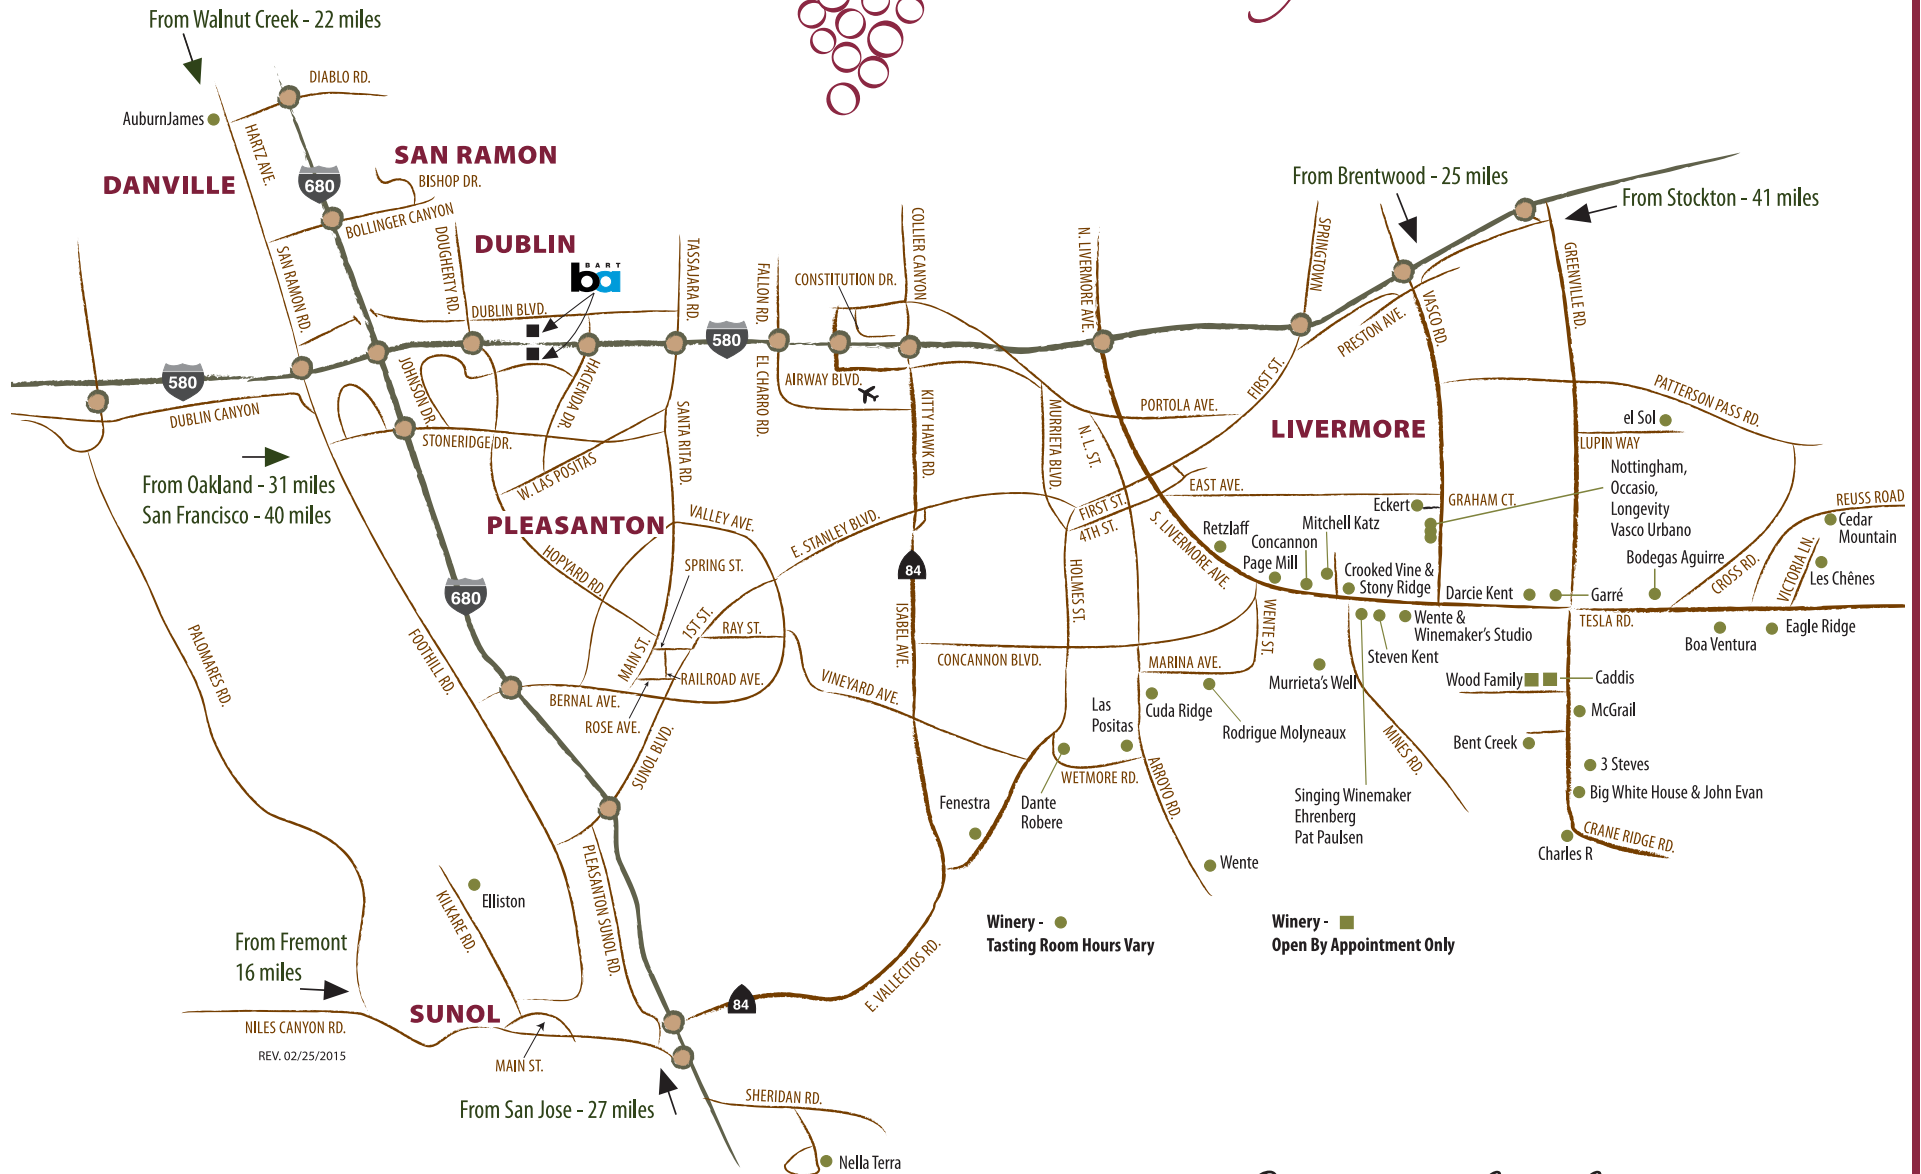 From Walnut Creek - 22 miles
DIABLO RD.
AuburnJames
HARTZ AVE.
SAN RAMON
DANVILLE
680
BISHOP DR.
BOLLINGER CANYON
From Brentwood - 25 miles
From Stockton - 41 miles
DOUGHERTY RD.
DUBLIN
BART
ba
SAN RAMON RD.
DUBLIN BLVD.
TASSAJARA RD.
FALLON RD.
CONSTITUTION DR.
COLLIER CANYON
N. LIVERMORE AVE.
SPRINGTOWN
VASCO RD.
GREENVILLE RD.
PRESTON AVE.
580
580
JOHNSON DR.
HACIENDA DR.
EL CHARRO RD.
AIRWAY BLVD.
KITTY HAWK RD.
MURRIETA BLVD.
N. L. ST.
PORTOLA AVE.
FIRST ST.
PATTERSON PASS RD.
DUBLIN CANYON
STONERIDGE DR.
SANTA RITA RD.
LIVERMORE
el Sol
LUPIN WAY
W. LAS POSITAS
From Oakland - 31 miles
San Francisco - 40 miles
Nottingham,
Occasio,
Longevity
Vasco Urbano
EAST AVE.
GRAHAM CT.
REUSS ROAD
Eckert
Cedar
Mountain
PLEASANTON
VALLEY AVE.
E. STANLEY BLVD.
FIRST ST.
4TH ST.
S. LIVERMORE AVE.
Retzlaff
Mitchell Katz
Concannon
Page Mill
Crooked Vine &
Stony Ridge
Bodegas Aguirre
CROSS RD.
VICTORIA LN.
Les Chênes
HOPYARD RD.
SPRING ST.
84
HOLMES ST.
Darcie Kent
Garré
680
ISABEL AVE.
WENTE ST.
Wente &
Winemaker's Studio
TESLA RD.
Eagle Ridge
Boa Ventura
PALOMARES RD.
FOOTHILL RD.
1ST ST.
RAY ST.
MAIN ST.
CONCANNON BLVD.
MARINA AVE.
Steven Kent
Murrieta's Well
RAILROAD AVE.
BERNAL AVE.
ROSE AVE.
VINEYARD AVE.
Wood Family
Caddis
McGrail
Las
Positas
Cuda Ridge
Rodrigue Molyneaux
MINES RD.
Bent Creek
SUNOL BLVD.
WETMORE RD.
ARROYO RD.
3 Steves
Big White House & John Evan
Fenestra
Dante
Robere
Singing Winemaker
Ehrenberg
Pat Paulsen
CRANE RIDGE RD.
Charles R
PLEASANTON SUNOL RD.
Wente
Elliston
KILKARE RD.
Winery -
Tasting Room Hours Vary
Winery -
Open By Appointment Only
From Fremont
16 miles
E. VALLECITOS RD.
84
SUNOL
NILES CANYON RD.
REV. 02/25/2015
MAIN ST.
From San Jose - 27 miles
SHERIDAN RD.
Nella Terra